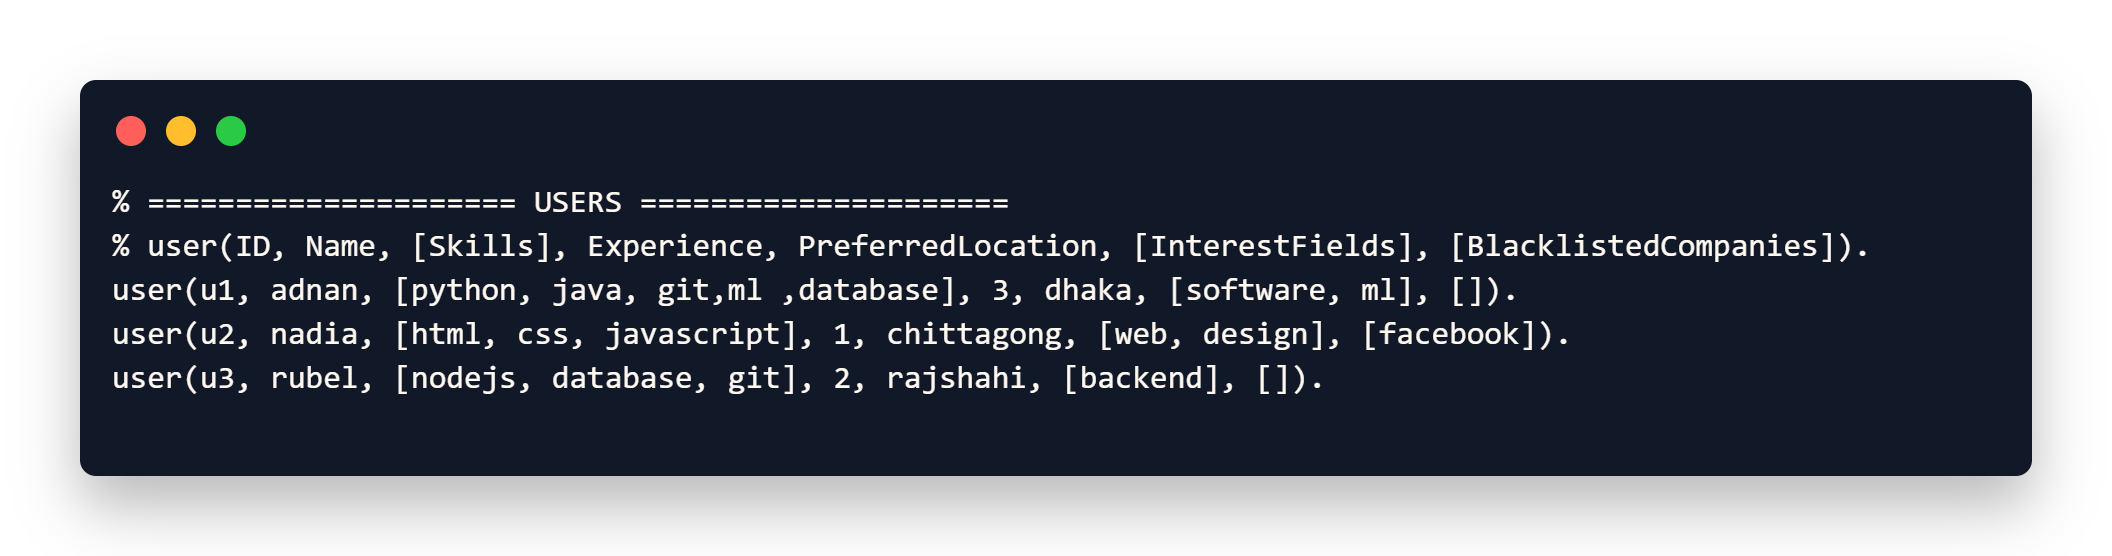 % ===================== USERS =====================
% user(ID, Name, [Skills], Experience, PreferredLocation, [InterestFields], [BlacklistedCompanies]).
user(u1, adnan, [python, java, git,ml ,database], 3, dhaka, [software, ml], []).
user(u2, nadia, [html, css, javascript], 1, chittagong, [web, design], [facebook]).
user(u3, rubel, [nodejs, database, git], 2, rajshahi, [backend], []).